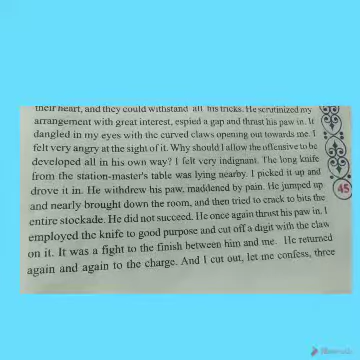 their heart, and they could withstand all his tricks. He scrutinized my
arrangement with great interest, espied a gap and thrust his paw in. It
dangled in my eyes with the curved claws opening out towards me. I
felt very angry at the sight of it. Why should I allow the offensive to be
developed all in his own way? I felt very indignant. The long knife
from the station-master's table was lying nearby. I picked it up and
drove it in. He withdrew his paw, maddened by pain. He jumped up
and nearly brought down the room, and then tried to crack to bits the
entire stockade. He did not succeed. He once again thrust his paw in. I
employed the knife to good purpose and cut off a digit with the claw
on it. It was a fight to the finish between him and me. He returned
again and again to the charge. And I cut out, let me confess, three
45